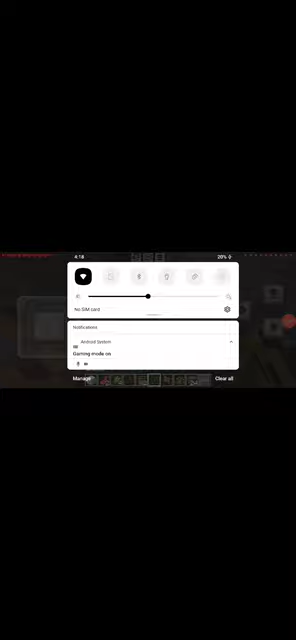 4:18
20%
No SIM card
Notifications
Android System
Gaming mode on
Manage
Clear all